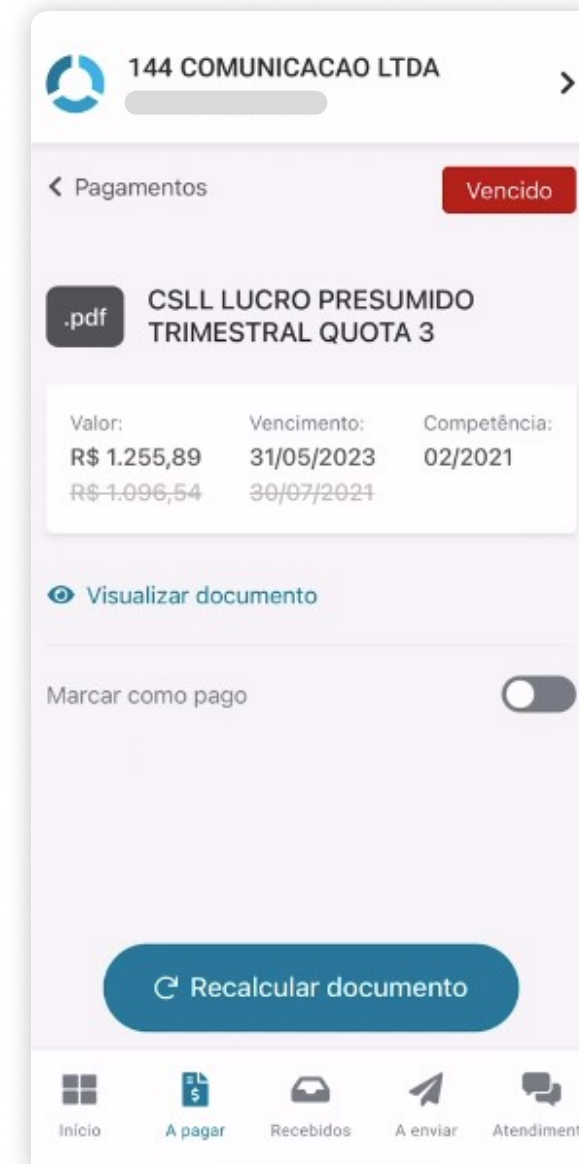 144 COMUNICACAO LTDA
Pagamentos
Vencido
.pdf
CSLL LUCRO PRESUMIDO
TRIMESTRAL QUOTA 3
Valor: Vencimento: Competência:
R$ 1.255,89 31/05/2023 02/2021
R$ 1.096,54 30/07/2021
Visualizar documento
Marcar como pago
Recalcular documento
Início A pagar Recebidos A enviar Atendiment